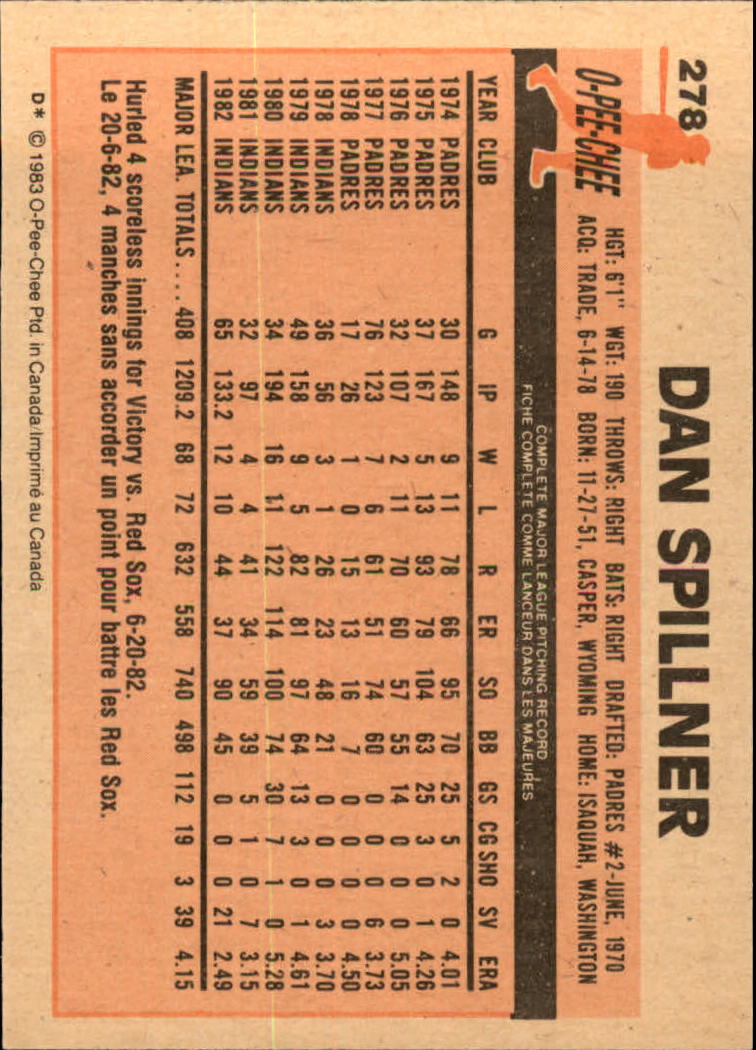 278 DAN SPILLNER
O-PEE-CHEE
HGT: 6'1" WGT: 190 THROWS: RIGHT BATS: RIGHT DRAFTED: PADRES #2-JUNE, 1970
ACQ: TRADE, 6-14-78 BORN: 11-27-51, CASPER, WYOMING HOME: ISAQUAH, WASHINGTON
COMPLETE MAJOR LEAGUE PITCHING RECORD
FICHE COMPLETE COMME LANCEUR DANS LES MAJEURES
YEAR CLUB G IP W L R ER SO BB GS CG SHO SV ERA
1974 PADRES 30 148 9 11 78 66 95 70 25 5 2 0 4.01
1975 PADRES 37 167 5 13 93 79 104 63 25 3 0 1 4.26
1976 PADRES 32 107 2 11 70 60 57 55 14 0 0 0 5.05
1977 PADRES 76 123 7 6 61 51 74 60 0 0 0 6 3.73
1978 PADRES 17 26 1 0 15 13 16 7 0 0 0 0 4.50
1978 INDIANS 36 56 3 1 26 23 48 21 0 0 0 3 3.70
1979 INDIANS 49 158 9 5 82 81 97 64 13 3 0 1 4.61
1980 INDIANS 34 194 16 11 122 114 100 74 30 7 1 0 5.28
1981 INDIANS 32 97 4 4 41 34 59 39 5 1 0 7 3.15
1982 INDIANS 65 133.2 12 10 44 37 90 45 0 0 0 21 2.49
MAJOR LEA. TOTALS .... 408 1209.2 68 72 632 558 740 498 112 19 3 39 4.15
Hurled 4 scoreless innings for Victory vs. Red Sox, 6-20-82.
Le 20-6-82, 4 manches sans accorder un point pour battre les Red Sox.
D* © 1983 O-Pee-Chee Ptd. in Canada/Imprimé au Canada